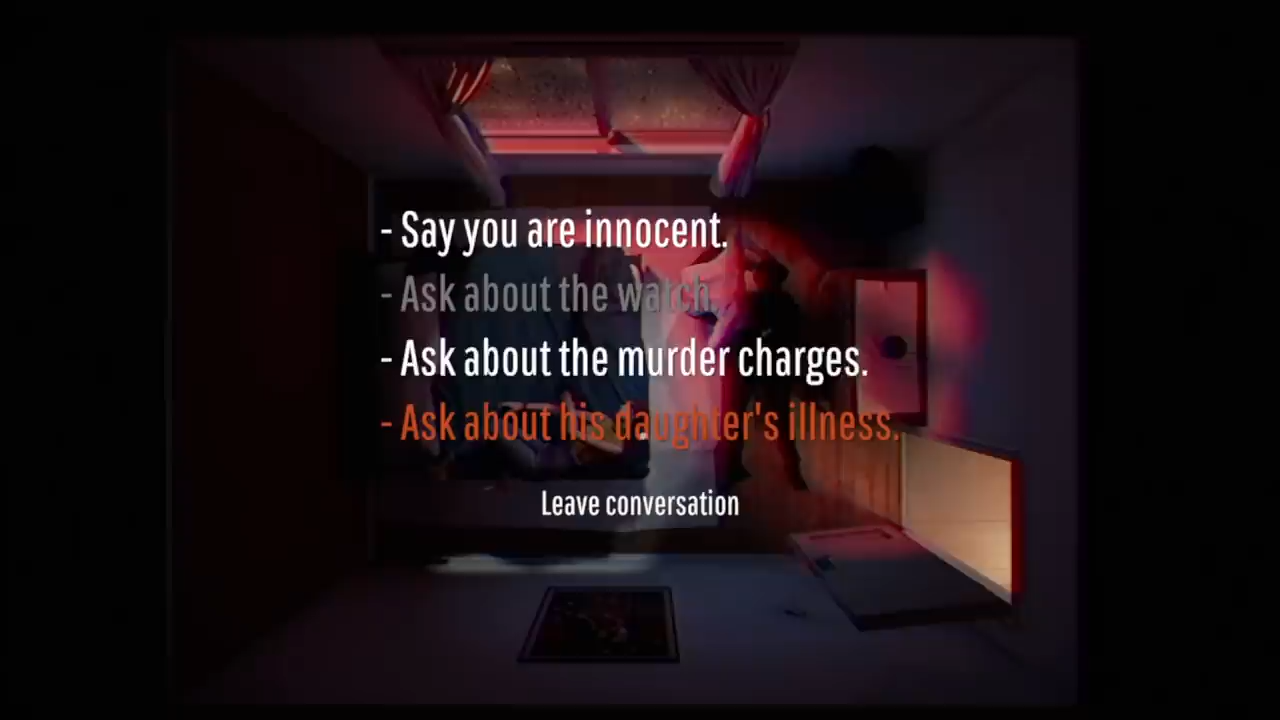 - Say you are innocent.
- Ask about the watch.
- Ask about the murder charges.
- Ask about his daughter's illness.
Leave conversation